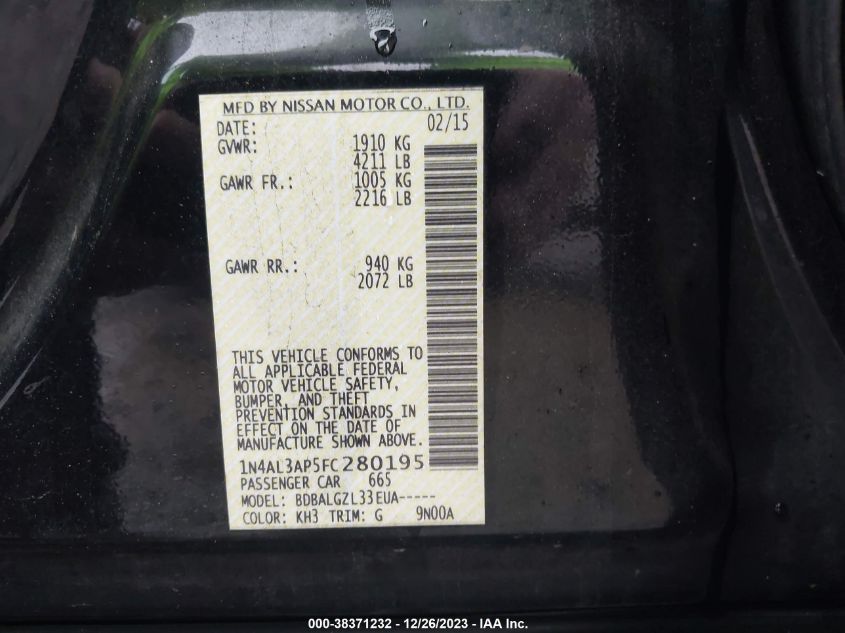 MFD BY NISSAN MOTOR CO., LTD.
DATE: 02/15
GVWR: 1910 KG
4211 LB
GAWR FR.: 1005 KG
2216 LB
GAWR RR.: 940 KG
2072 LB
THIS VEHICLE CONFORMS TO
ALL APPLICABLE FEDERAL
MOTOR VEHICLE SAFETY,
BUMPER, AND THEFT
PREVENTION STANDARDS IN
EFFECT ON THE DATE OF
MANUFACTURE SHOWN ABOVE.
1N4AL3AP5FC280195
PASSENGER CAR 665
MODEL: BDBALGZL33EUA-----
COLOR: KH3 TRIM: G 9N00A
000-38371232 - 12/26/2023 - IAA Inc.